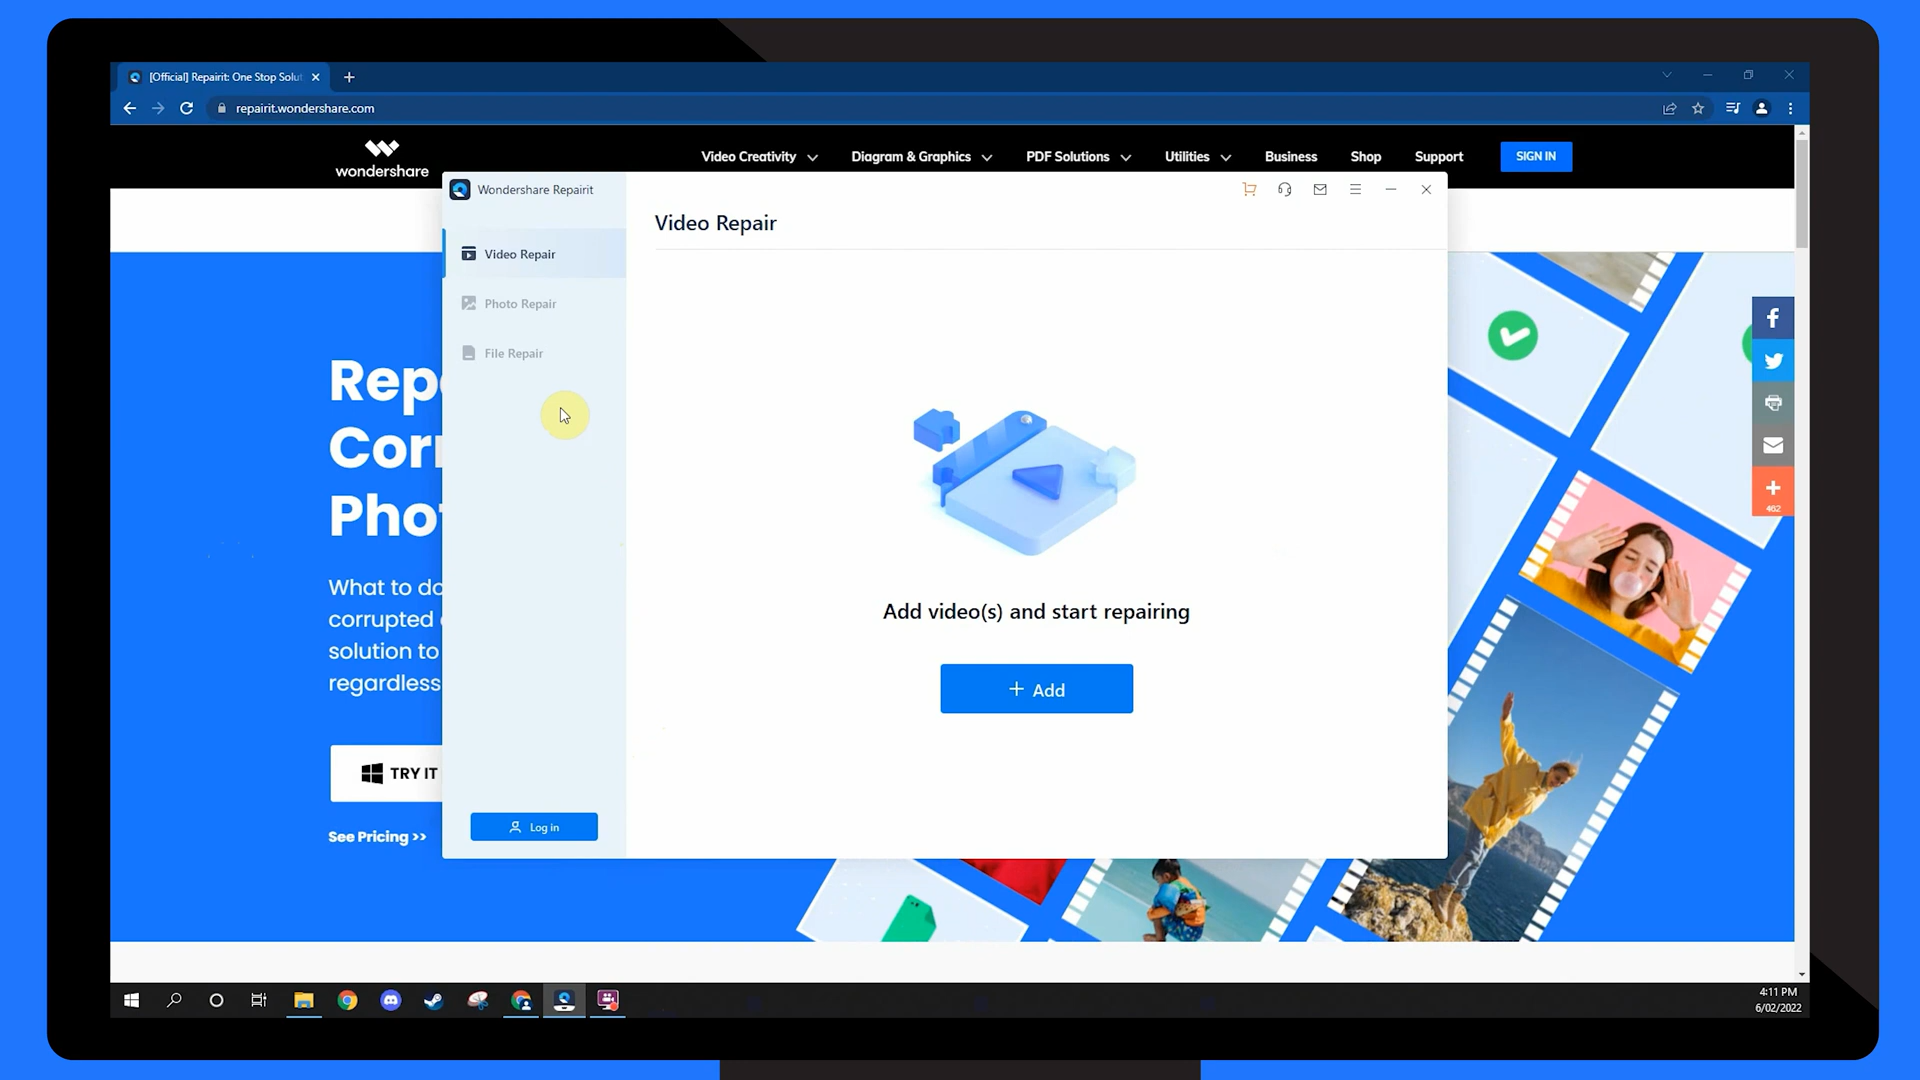 [Official] Repairit: One Stop Solut
repairit.wondershare.com
wondershare
Video Creativity
Diagram & Graphics
PDF Solutions
Utilities
Business
Shop
Support
SIGN IN
Wondershare Repairit
Video Repair
Photo Repair
File Repair
Log in
Video Repair
Add video(s) and start repairing
+ Add
Rep
Corr
Pho
What to do
corrupted
solution to
regardless
TRY IT
See Pricing >>
462
4:11 PM
6/02/2022